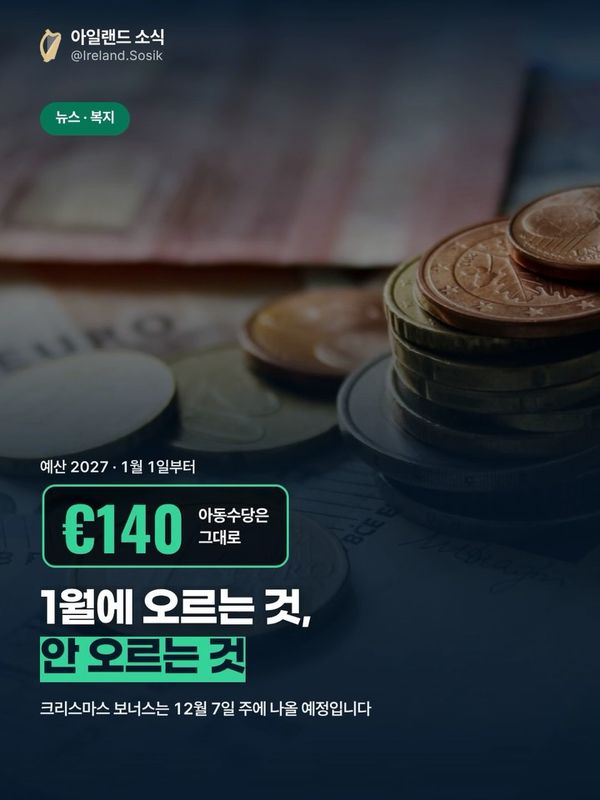 아일랜드 소식
@Ireland.Sosik
뉴스 · 복지
EURO
예산 2027 · 1월 1일부터
€140
아동수당은
그대로
BCE
1월에 오르는 것,
안 오르는 것
크리스마스 보너스는 12월 7일 주에 나올 예정입니다